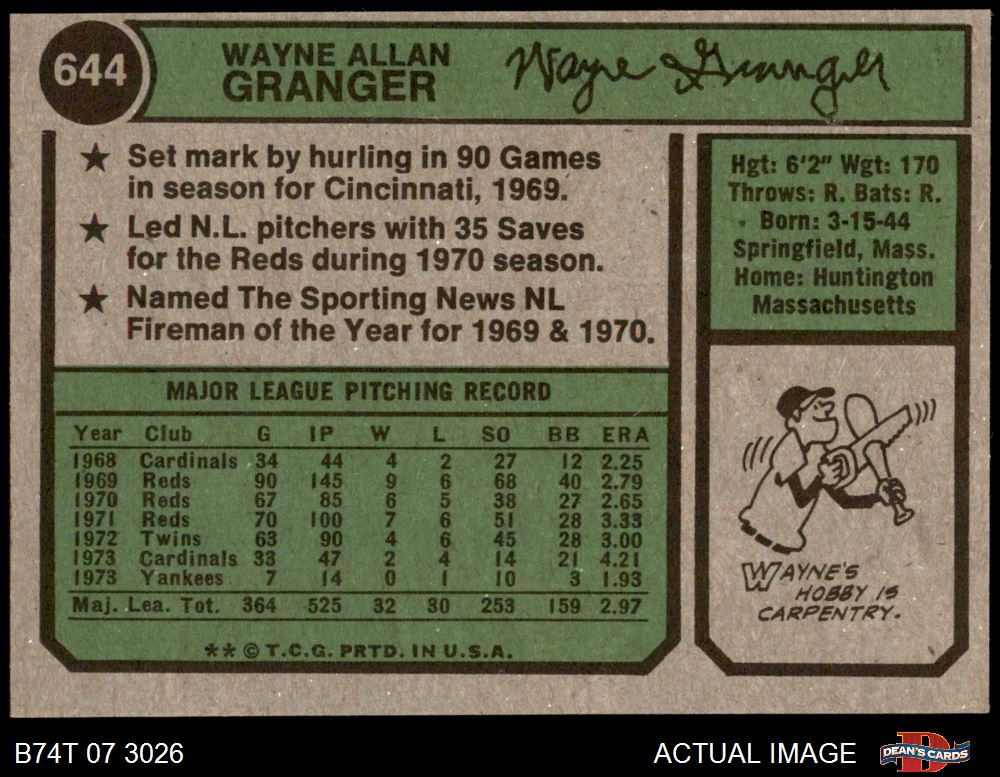 644
WAYNE ALLAN
GRANGER
Wayne Granger
★ Set mark by hurling in 90 Games
in season for Cincinnati, 1969.
★ Led N.L. pitchers with 35 Saves
for the Reds during 1970 season.
★ Named The Sporting News NL
Fireman of the Year for 1969 & 1970.
Hgt: 6'2" Wgt: 170
Throws: R. Bats: R.
Born: 3-15-44
Springfield, Mass.
Home: Huntington
Massachusetts
MAJOR LEAGUE PITCHING RECORD
Year Club G IP W L SO BB ERA
1968 Cardinals 34 44 4 2 27 12 2.25
1969 Reds 90 145 9 6 68 40 2.79
1970 Reds 67 85 6 5 38 27 2.65
1971 Reds 70 100 7 6 51 28 3.33
1972 Twins 63 90 4 6 45 28 3.00
1973 Cardinals 33 47 2 4 14 21 4.21
1973 Yankees 7 14 0 1 10 3 1.93
Maj. Lea. Tot. 364 525 32 30 253 159 2.97
** © T.C.G. PRTD. IN U.S.A.
WAYNE'S
HOBBY IS
CARPENTRY.
B74T 07 3026
ACTUAL IMAGE
DEAN'S CARDS